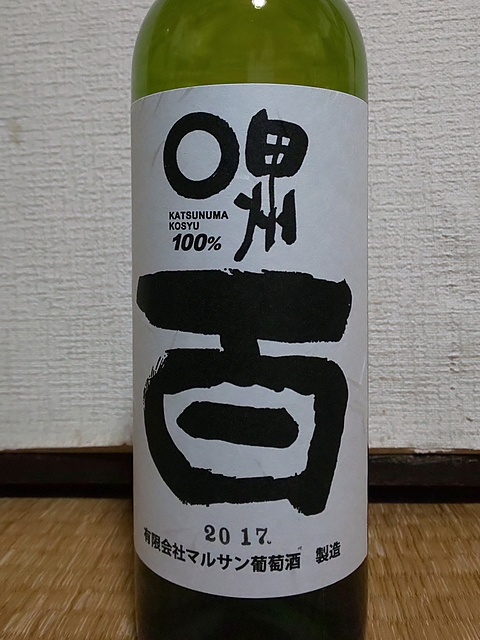 〇甲州
KATSUNUMA
KOSYU
100%
百
2017.
有限会社マルサン葡萄酒 製造